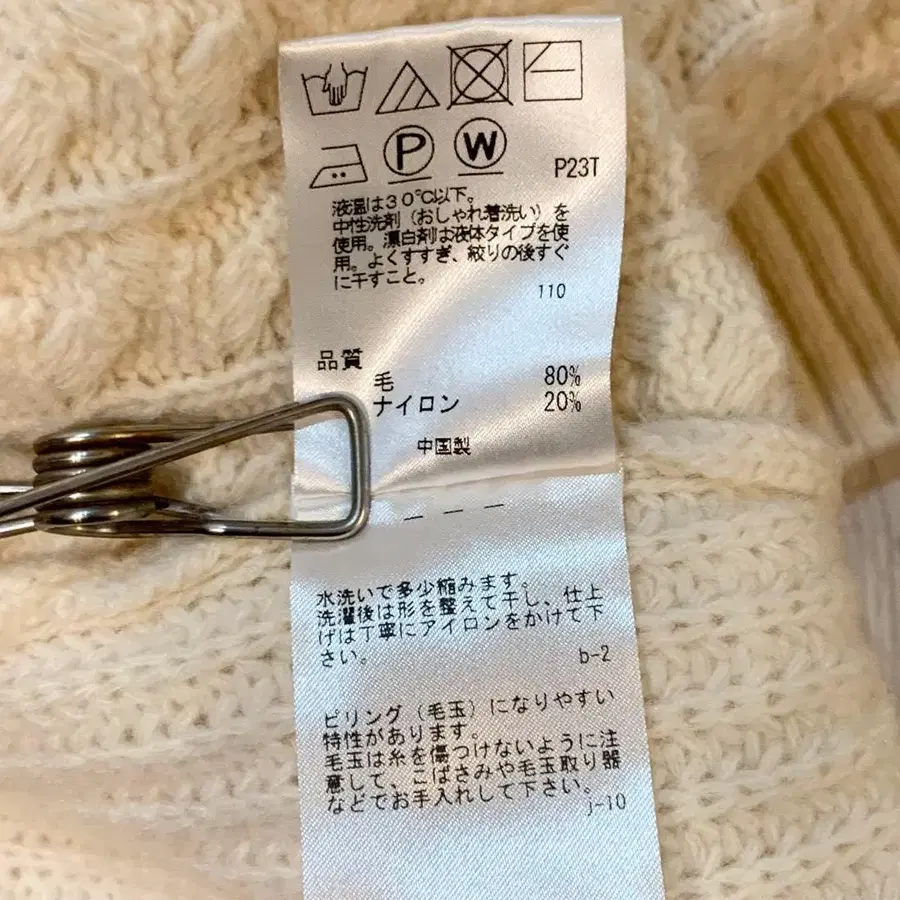 P W
P23T
液温は30℃以下。
中性洗剤（おしゃれ着洗い）を
使用。漂白剤は液体タイプを使
用。よくすすぎ、絞りの後すぐ
に干すこと。
110
品質
毛 80%
ナイロン 20%
中国製
水洗いで多少縮みます。
洗濯後は形を整えて干し、仕上
げは丁寧にアイロンをかけて下
さい。
b-2
ピリング（毛玉）になりやすい
特性があります。
毛玉は糸を傷つけないように注
意して、こばさみや毛玉取り器
などでお手入れして下さい。
j-10